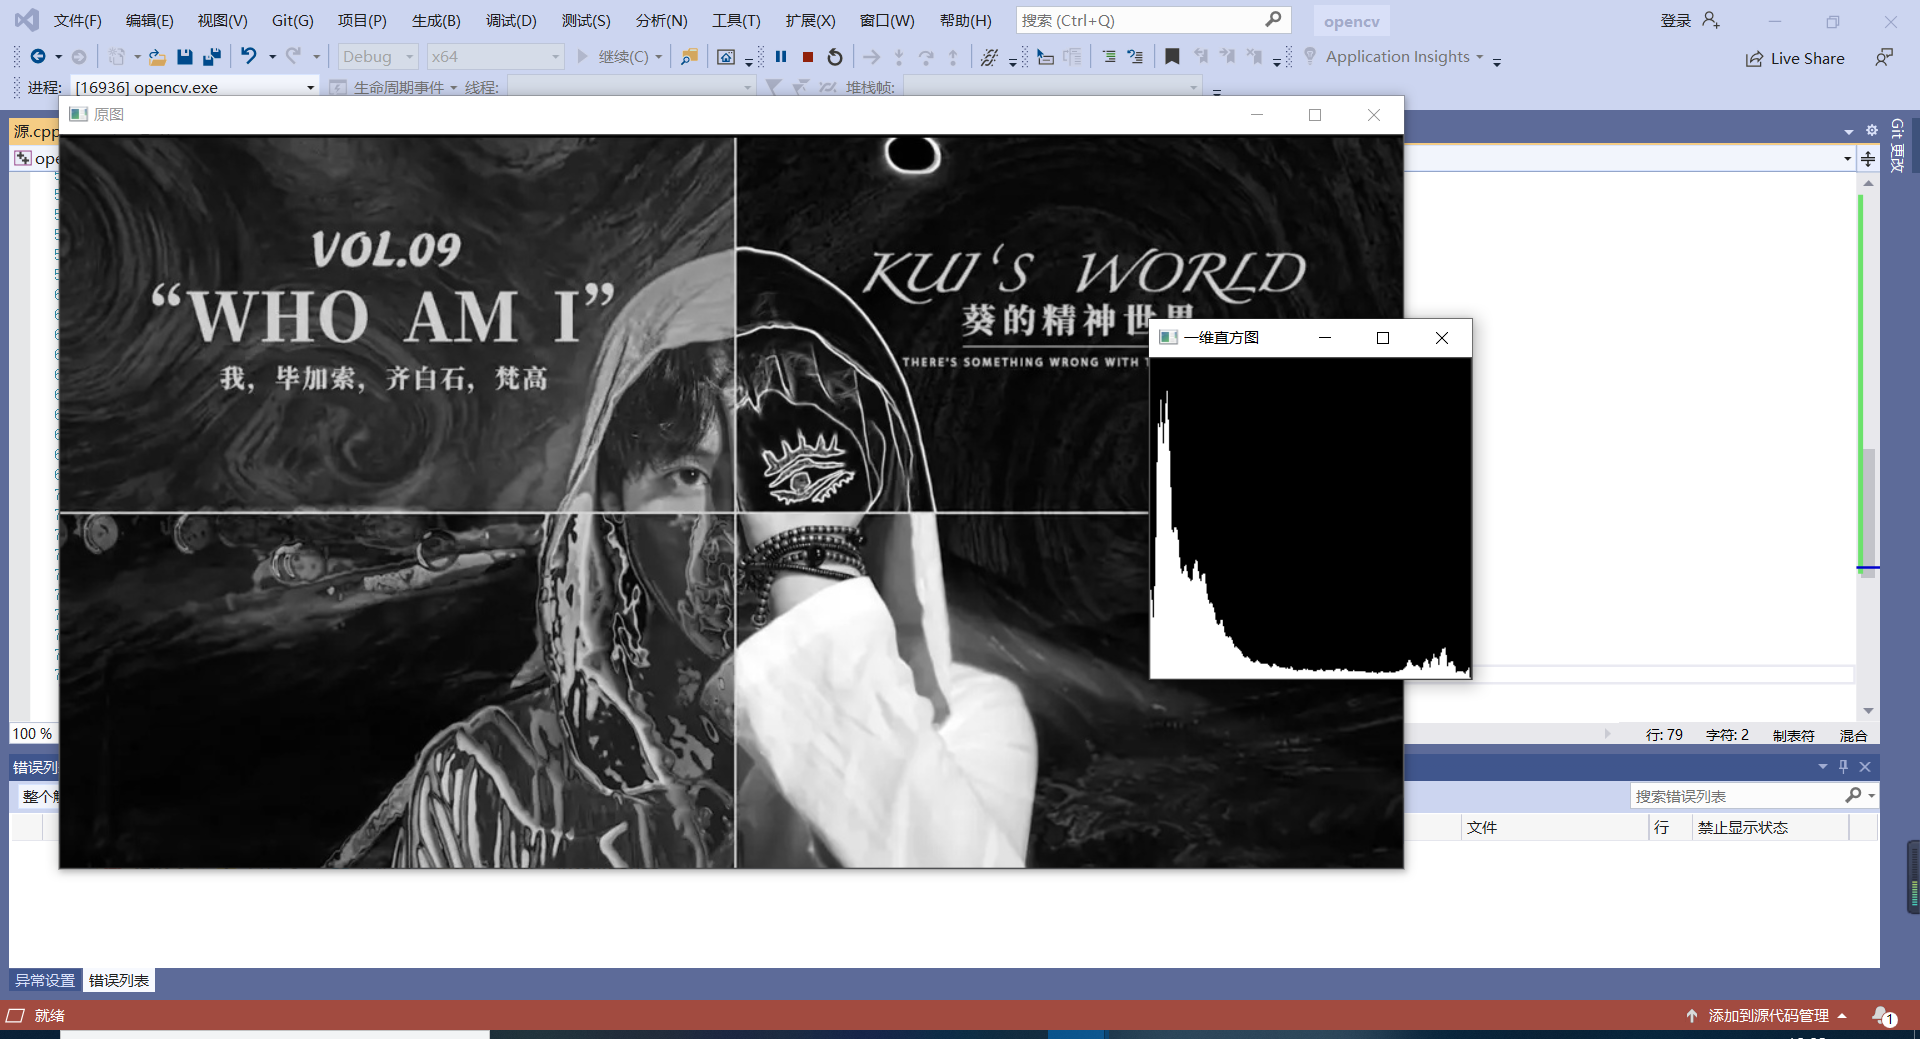 文件(F) 编辑(E) 视图(V) Git(G) 项目(P) 生成(B) 调试(D) 测试(S) 分析(N) 工具(T) 扩展(X) 窗口(W) 帮助(H) 搜索 (Ctrl+Q) opencv 登录
Debug x64 继续(C) Application Insights Live Share
进程: [16936] opencv.exe 生命周期事件 线程: 堆栈帧:
原图
源.cpp
Git 更改
VOL.09
“WHO AM I”
我，毕加索，齐白石，梵高
KUI‘S WORLD
葵的精神世界
THERE'S SOMETHING WRONG WITH
一维直方图
100 % 行: 79 字符: 2 制表符 混合
错误列
整个 搜索错误列表
文件 行 禁止显示状态
异常设置 错误列表
就绪 添加到源代码管理 1